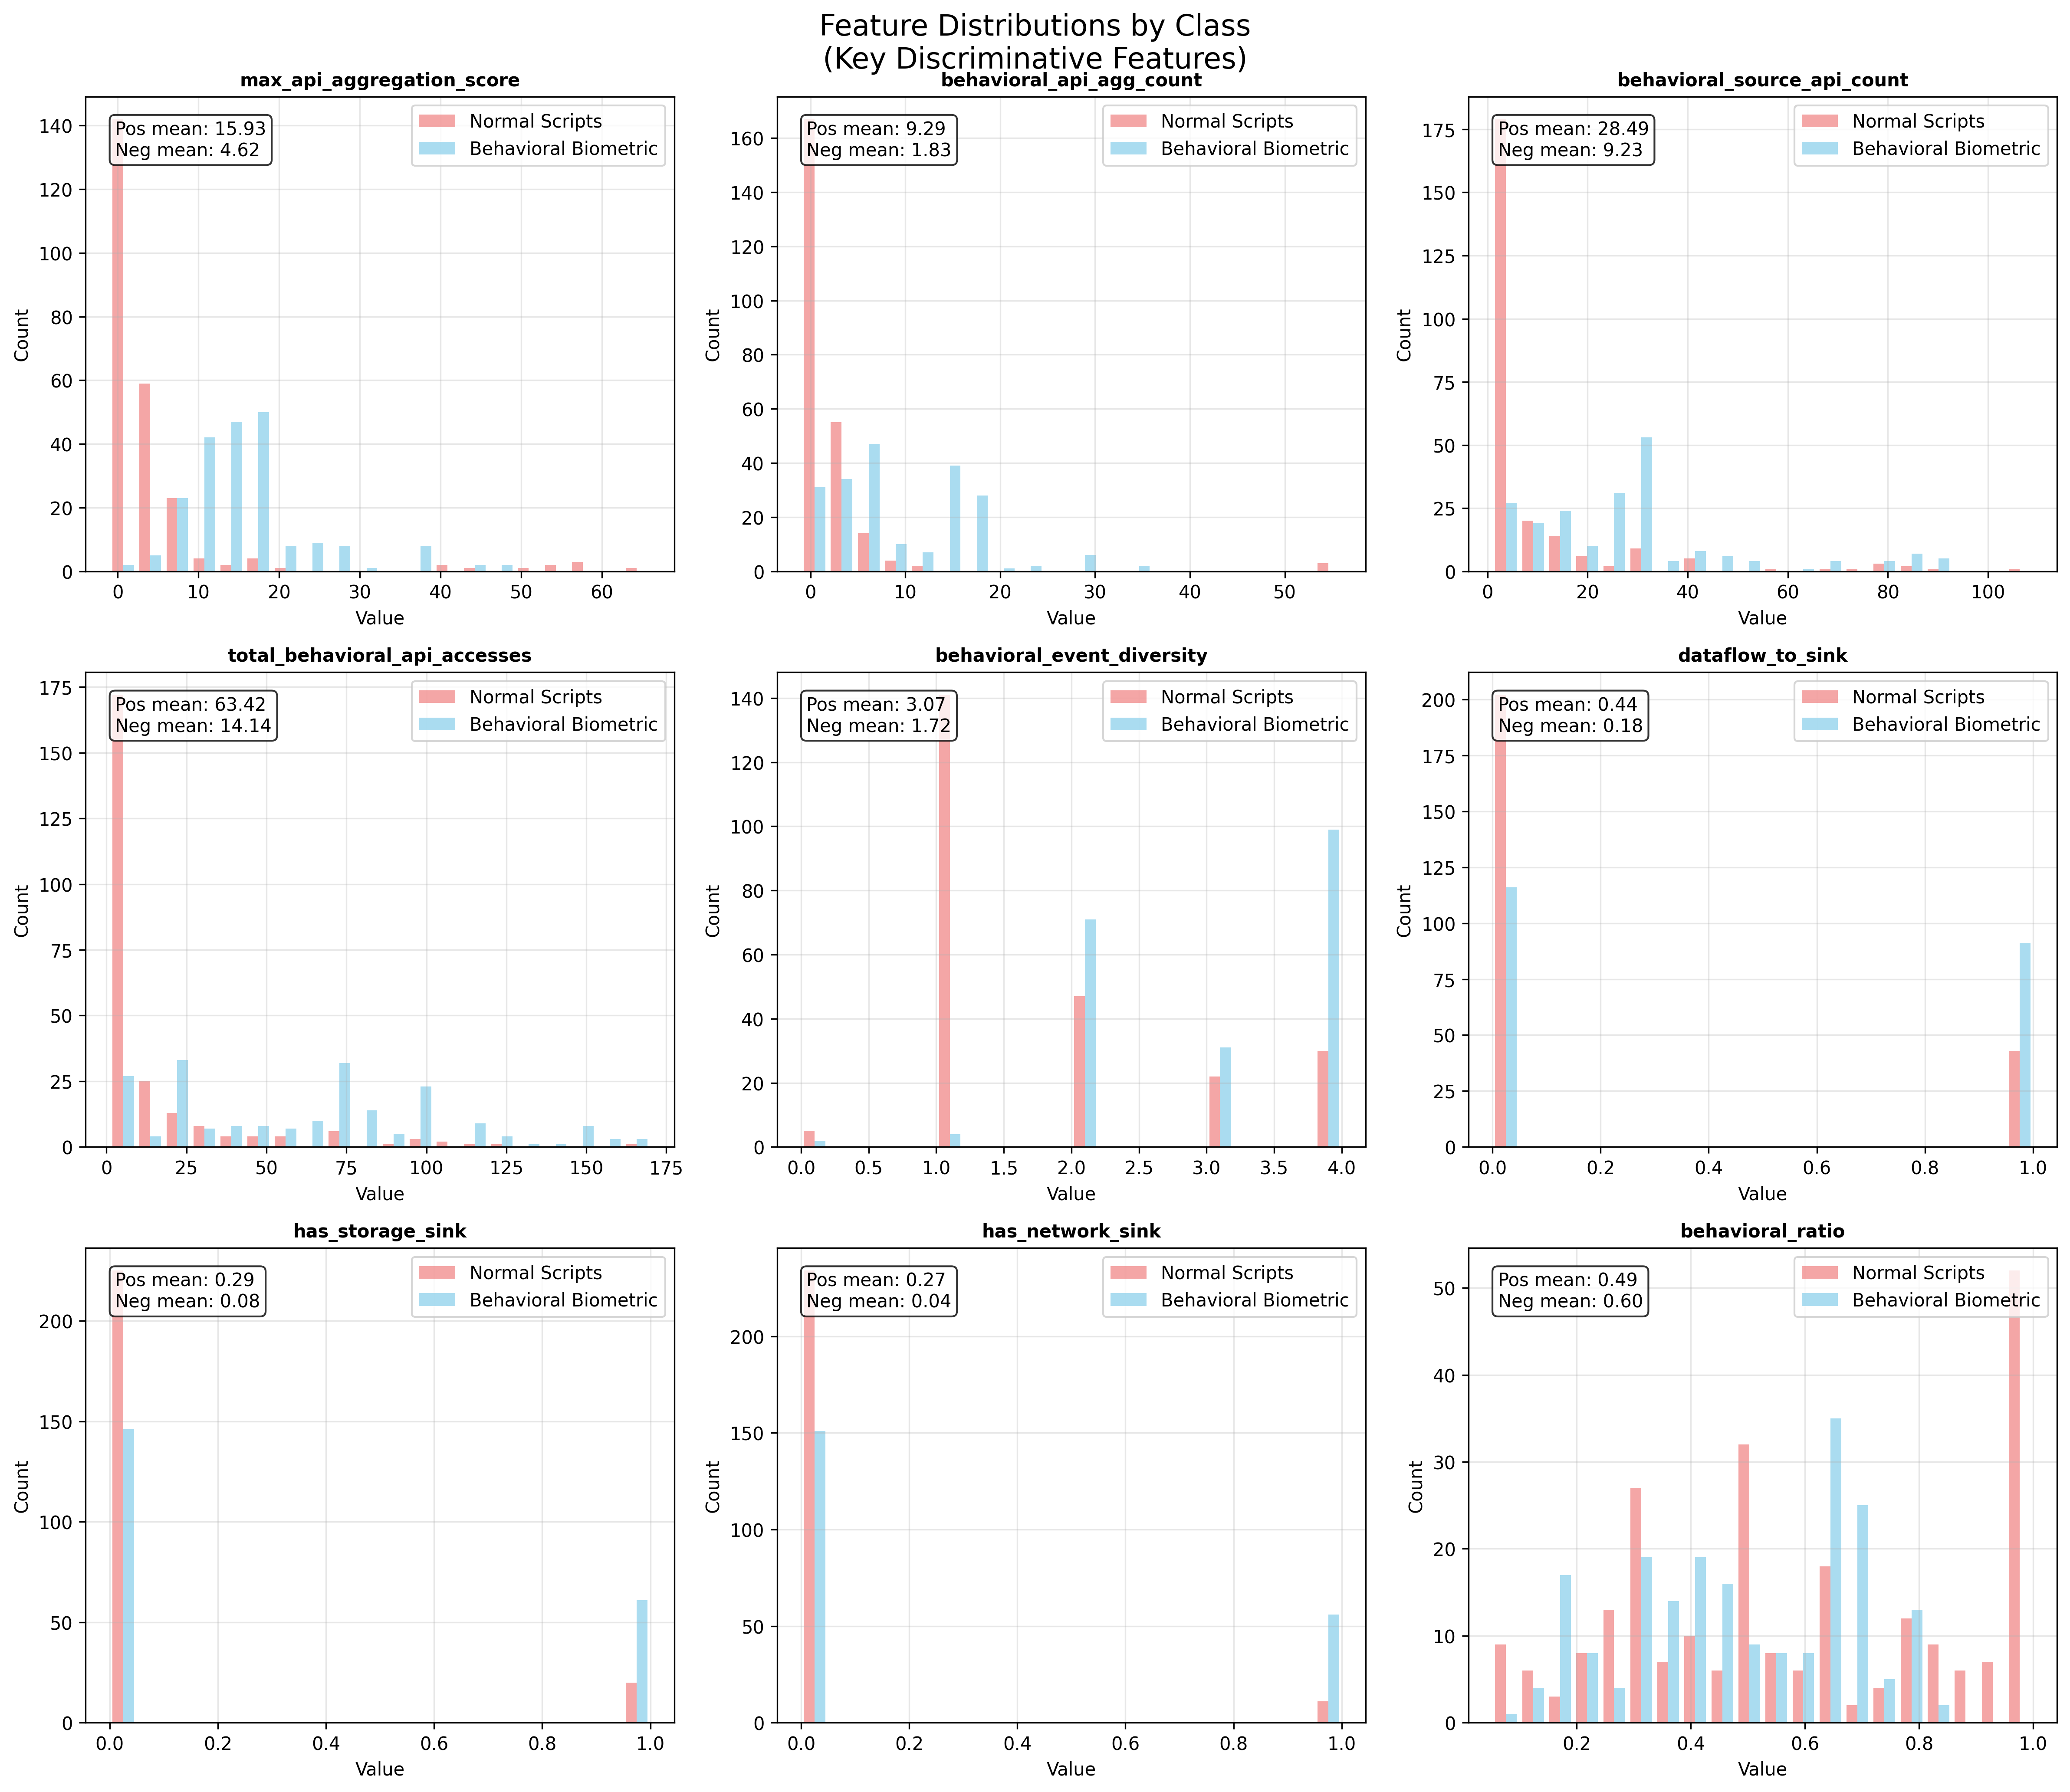 Feature Distributions by Class
(Key Discriminative Features)
max_api_aggregation_score
Pos mean: 15.93
Neg mean: 4.62
Normal Scripts
Behavioral Biometric
140
120
100
80
60
40
20
0
Count
0 10 20 30 40 50 60
Value
behavioral_api_agg_count
Pos mean: 9.29
Neg mean: 1.83
Normal Scripts
Behavioral Biometric
160
140
120
100
80
60
40
20
0
Count
0 10 20 30 40 50
Value
behavioral_source_api_count
Pos mean: 28.49
Neg mean: 9.23
Normal Scripts
Behavioral Biometric
175
150
125
100
75
50
25
0
Count
0 20 40 60 80 100
Value
total_behavioral_api_accesses
Pos mean: 63.42
Neg mean: 14.14
Normal Scripts
Behavioral Biometric
175
150
125
100
75
50
25
0
Count
0 25 50 75 100 125 150 175
Value
behavioral_event_diversity
Pos mean: 3.07
Neg mean: 1.72
Normal Scripts
Behavioral Biometric
140
120
100
80
60
40
20
0
Count
0.0 0.5 1.0 1.5 2.0 2.5 3.0 3.5 4.0
Value
dataflow_to_sink
Pos mean: 0.44
Neg mean: 0.18
Normal Scripts
Behavioral Biometric
200
175
150
125
100
75
50
25
0
Count
0.0 0.2 0.4 0.6 0.8 1.0
Value
has_storage_sink
Pos mean: 0.29
Neg mean: 0.08
Normal Scripts
Behavioral Biometric
200
150
100
50
0
Count
0.0 0.2 0.4 0.6 0.8 1.0
Value
has_network_sink
Pos mean: 0.27
Neg mean: 0.04
Normal Scripts
Behavioral Biometric
200
150
100
50
0
Count
0.0 0.2 0.4 0.6 0.8 1.0
Value
behavioral_ratio
Pos mean: 0.49
Neg mean: 0.60
Normal Scripts
Behavioral Biometric
50
40
30
20
10
0
Count
0.2 0.4 0.6 0.8 1.0
Value